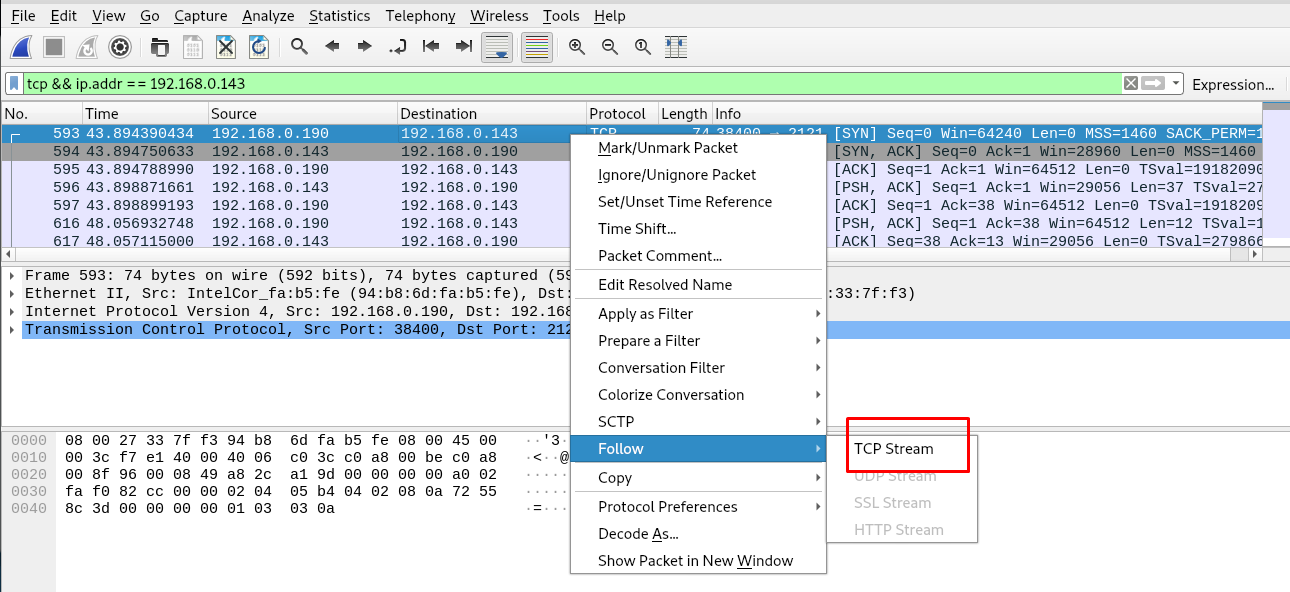 File Edit View Go Capture Analyze Statistics Telephony Wireless Tools Help
tcp && ip.addr == 192.168.0.143 Expression...
No. Time Source Destination Protocol Length Info
593 43.894390434 192.168.0.190 192.168.0.143 TCP 74 38400 → 2121 [SYN] Seq=0 Win=64240 Len=0 MSS=1460 SACK_PERM=1
594 43.894750633 192.168.0.143 192.168.0.190 [SYN, ACK] Seq=0 Ack=1 Win=28960 Len=0 MSS=1460
595 43.894788990 192.168.0.190 192.168.0.143 [ACK] Seq=1 Ack=1 Win=64512 Len=0 TSval=19182090
596 43.898871661 192.168.0.143 192.168.0.190 [PSH, ACK] Seq=1 Ack=1 Win=29056 Len=37 TSval=27
597 43.898899193 192.168.0.190 192.168.0.143 [ACK] Seq=1 Ack=38 Win=64512 Len=0 TSval=1918209
616 48.056932748 192.168.0.190 192.168.0.143 [PSH, ACK] Seq=1 Ack=38 Win=64512 Len=12 TSval=1
617 48.057115000 192.168.0.143 192.168.0.190 [ACK] Seq=38 Ack=13 Win=29056 Len=0 TSval=279866
Frame 593: 74 bytes on wire (592 bits), 74 bytes captured (59
Ethernet II, Src: IntelCor_fa:b5:fe (94:b8:6d:fa:b5:fe), Dst: :33:7f:f3)
Internet Protocol Version 4, Src: 192.168.0.190, Dst: 192.168
Transmission Control Protocol, Src Port: 38400, Dst Port: 212
0000 08 00 27 33 7f f3 94 b8 6d fa b5 fe 08 00 45 00 ··'3
0010 00 3c f7 e1 40 00 40 06 c0 3c c0 a8 00 be c0 a8 ·<··@
0020 00 8f 96 00 08 49 a8 2c a1 9d 00 00 00 00 a0 02 ·····
0030 fa f0 82 cc 00 00 02 04 05 b4 04 02 08 0a 72 55 ·····
0040 8c 3d 00 00 00 00 01 03 03 0a ·=···
Mark/Unmark Packet
Ignore/Unignore Packet
Set/Unset Time Reference
Time Shift...
Packet Comment...
Edit Resolved Name
Apply as Filter
Prepare a Filter
Conversation Filter
Colorize Conversation
SCTP
Follow
Copy
Protocol Preferences
Decode As...
Show Packet in New Window
TCP Stream
UDP Stream
SSL Stream
HTTP Stream